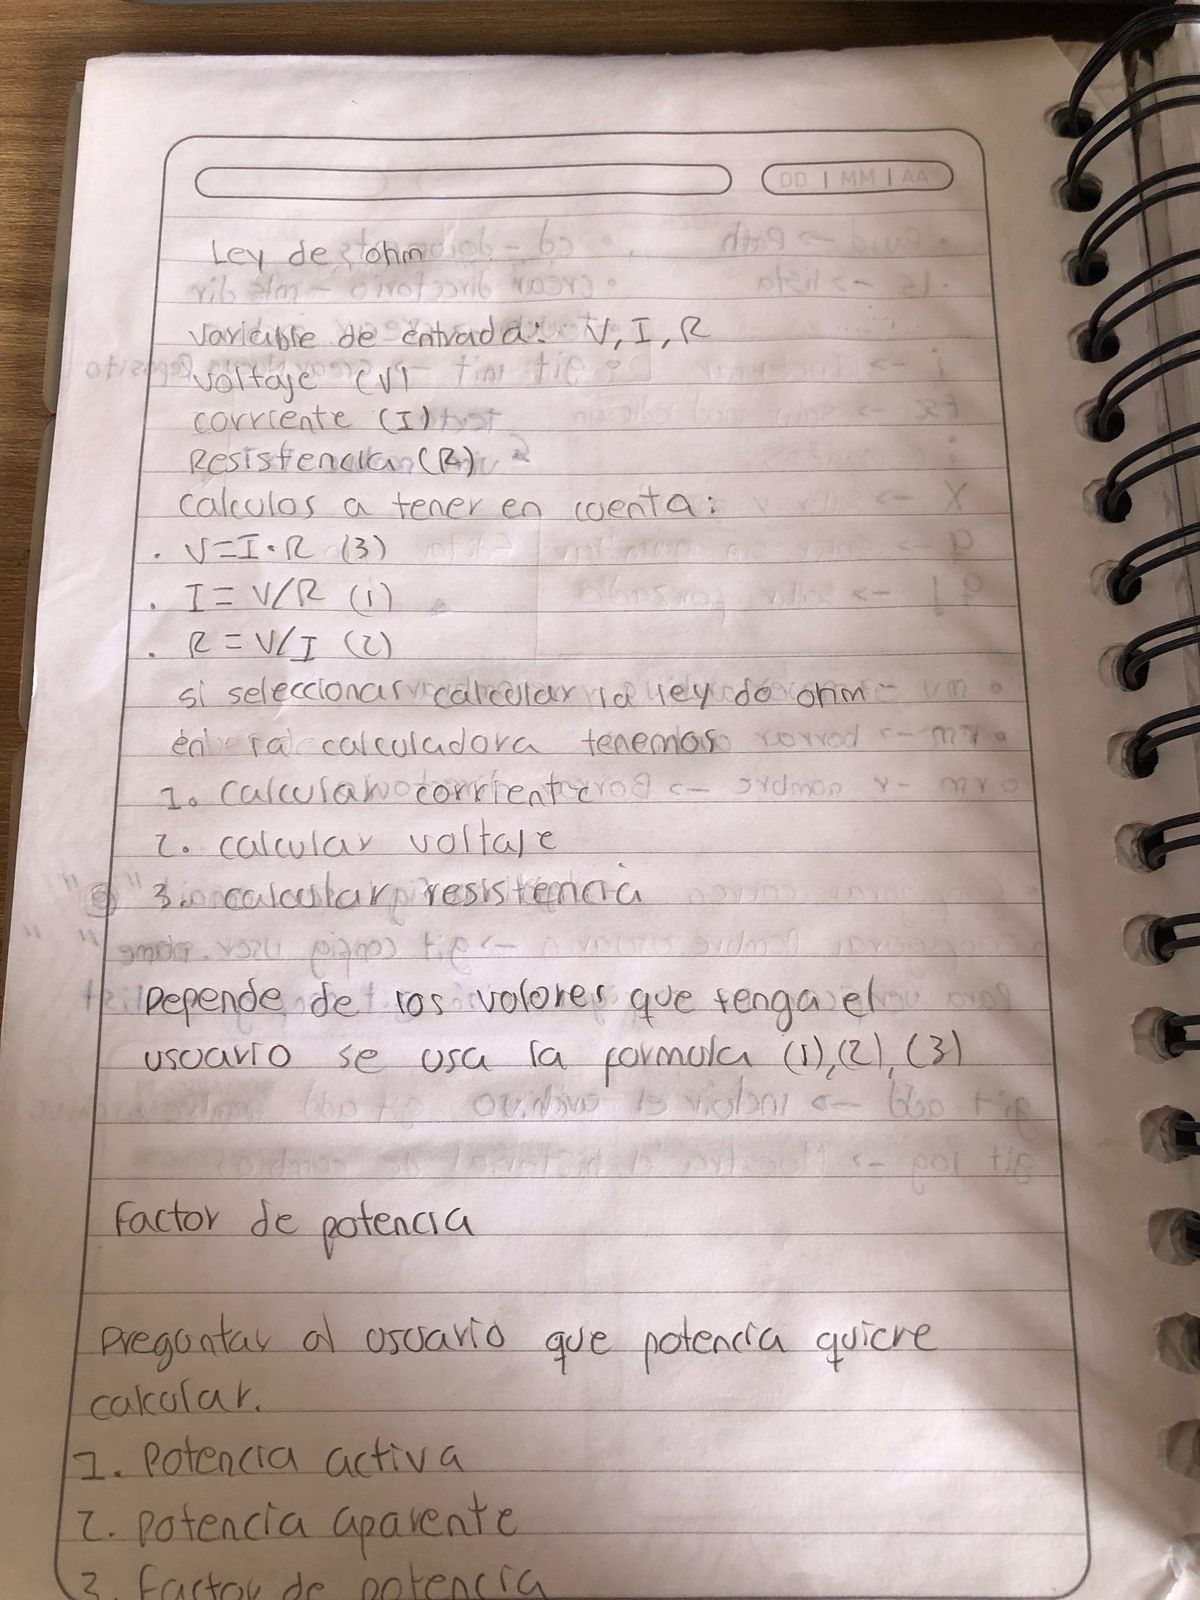 DD | MM | AA
Ley de ohm
variable de entrada: V, I, R
voltaje (V)
corriente (I)
Resistencia (R)
calculos a tener en cuenta:
. V=I·R (3)
. I = V/R (1)
. R = V/I (2)
si seleccionar calcular la ley de ohm
en la calculadora tenemos
1. calcular corriente
2. calcular voltaje
3. calcular resistencia
Depende de los valores que tenga el
usuario se usa la formula (1),(2),(3)
Factor de potencia
Preguntar al usuario que potencia quiere
calcular.
1. Potencia activa
2. potencia aparente
3. Factor de potencia